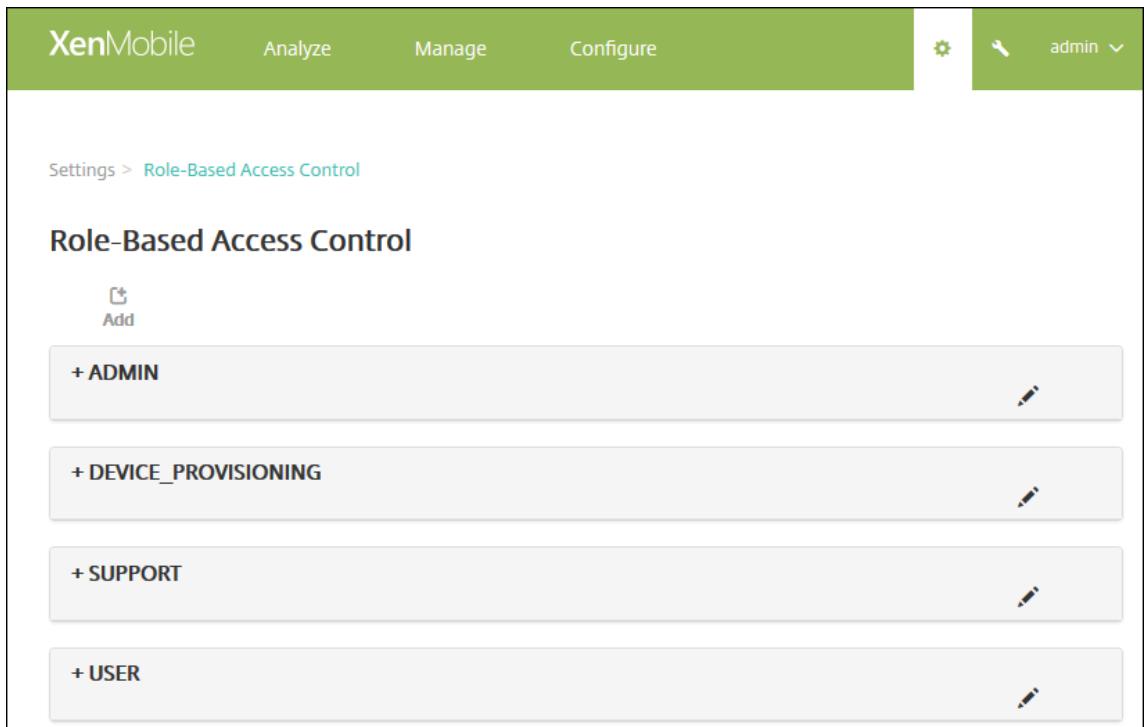 XenMobile Analyze Manage Configure admin
Settings > Role-Based Access Control
Role-Based Access Control
Add
+ ADMIN
+ DEVICE_PROVISIONING
+ SUPPORT
+ USER